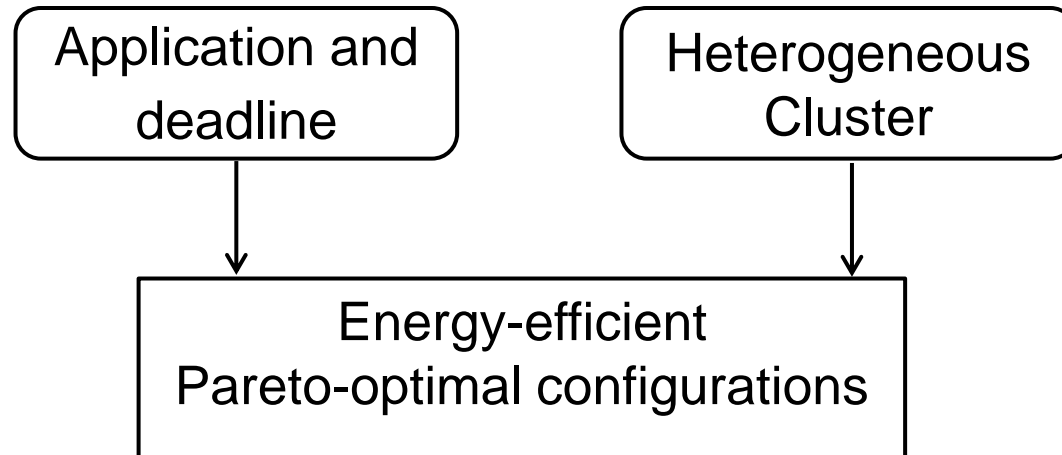 Application and
deadline
Heterogeneous
Cluster
Energy-efficient
Pareto-optimal configurations